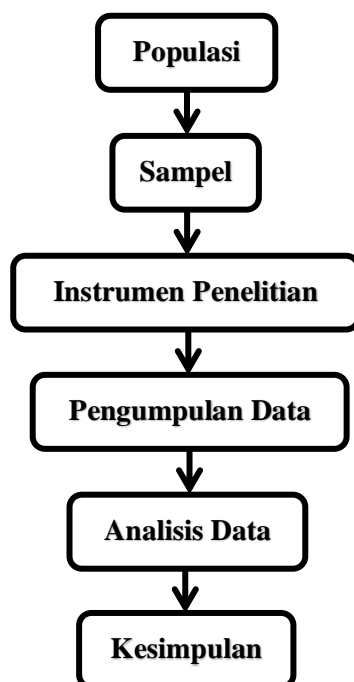 Populasi
Sampel
Instrumen Penelitian
Pengumpulan Data
Analisis Data
Kesimpulan